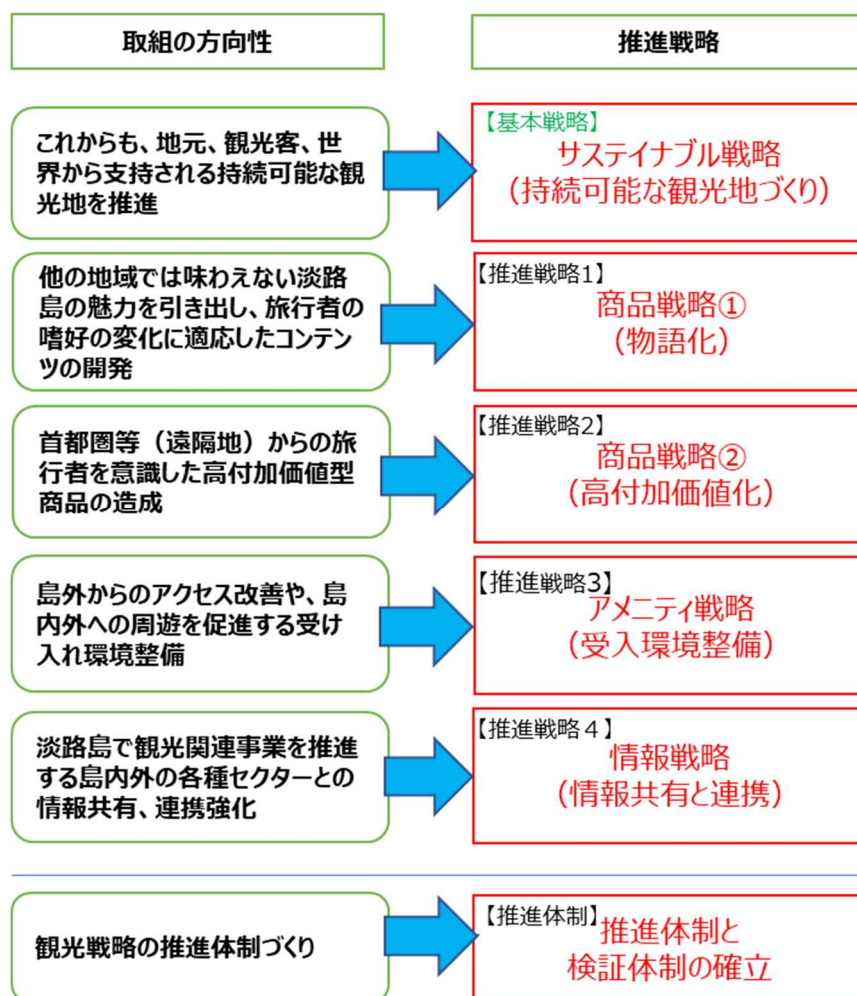 取組の方向性
推進戦略
これからも、地元、観光客、世
界から支持される持続可能な観
光地を推進
【基本戦略】
サステイナブル戦略
（持続可能な観光地づくり）
他の地域では味わえない淡路
島の魅力を引き出し、旅行者の
嗜好の変化に適応したコンテン
ツの開発
【推進戦略1】
商品戦略①
（物語化）
首都圏等（遠隔地）からの旅
行者を意識した高付加価値型
商品の造成
【推進戦略2】
商品戦略②
（高付加価値化）
島外からのアクセス改善や、島
内外への周遊を促進する受け
入れ環境整備
【推進戦略3】
アメニティ戦略
（受入環境整備）
淡路島で観光関連事業を推進
する島内外の各種セクターとの
情報共有、連携強化
【推進戦略４】
情報戦略
（情報共有と連携）
観光戦略の推進体制づくり
【推進体制】
推進体制と
検証体制の確立